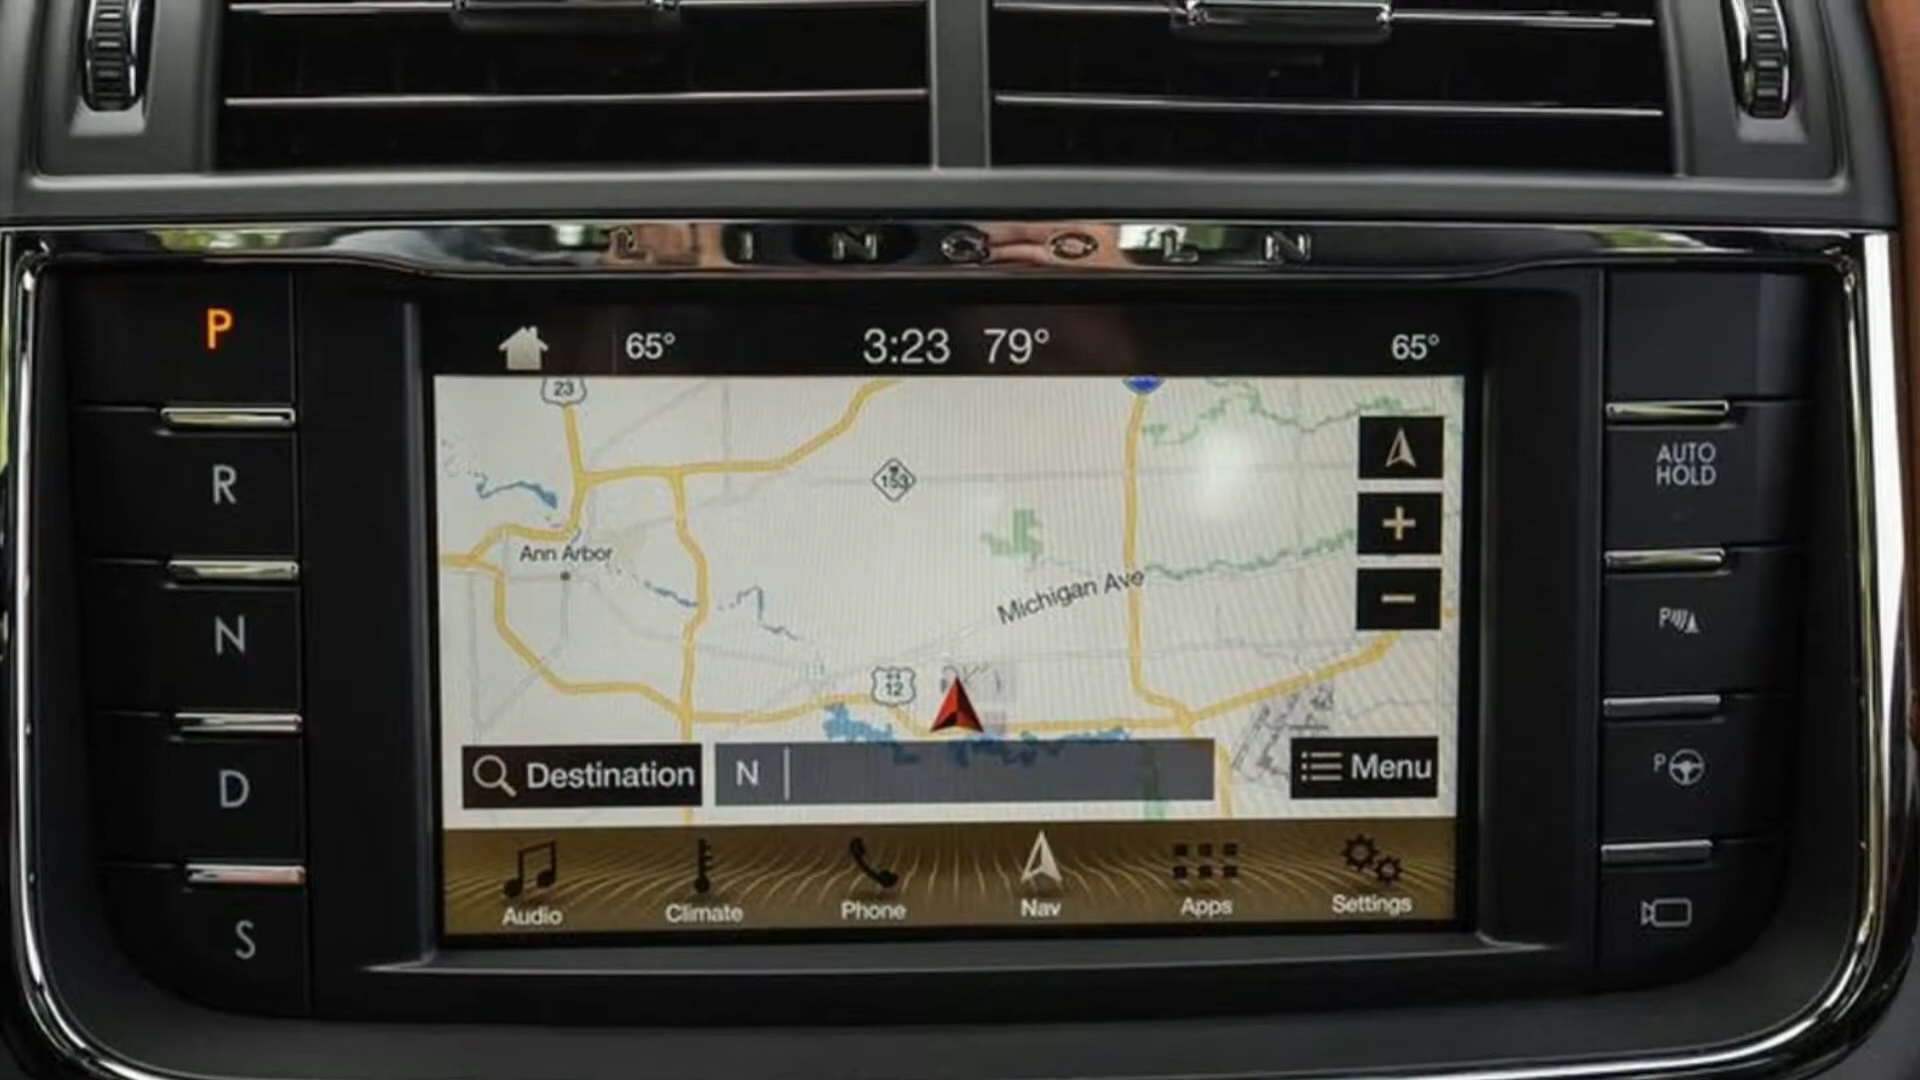 LINCOLN
P
R
N
D
S
65°
3:23 79°
65°
23
153
Ann Arbor
Michigan Ave
12
Destination
N
Menu
Audio
Climate
Phone
Nav
Apps
Settings
AUTO
HOLD
P
P